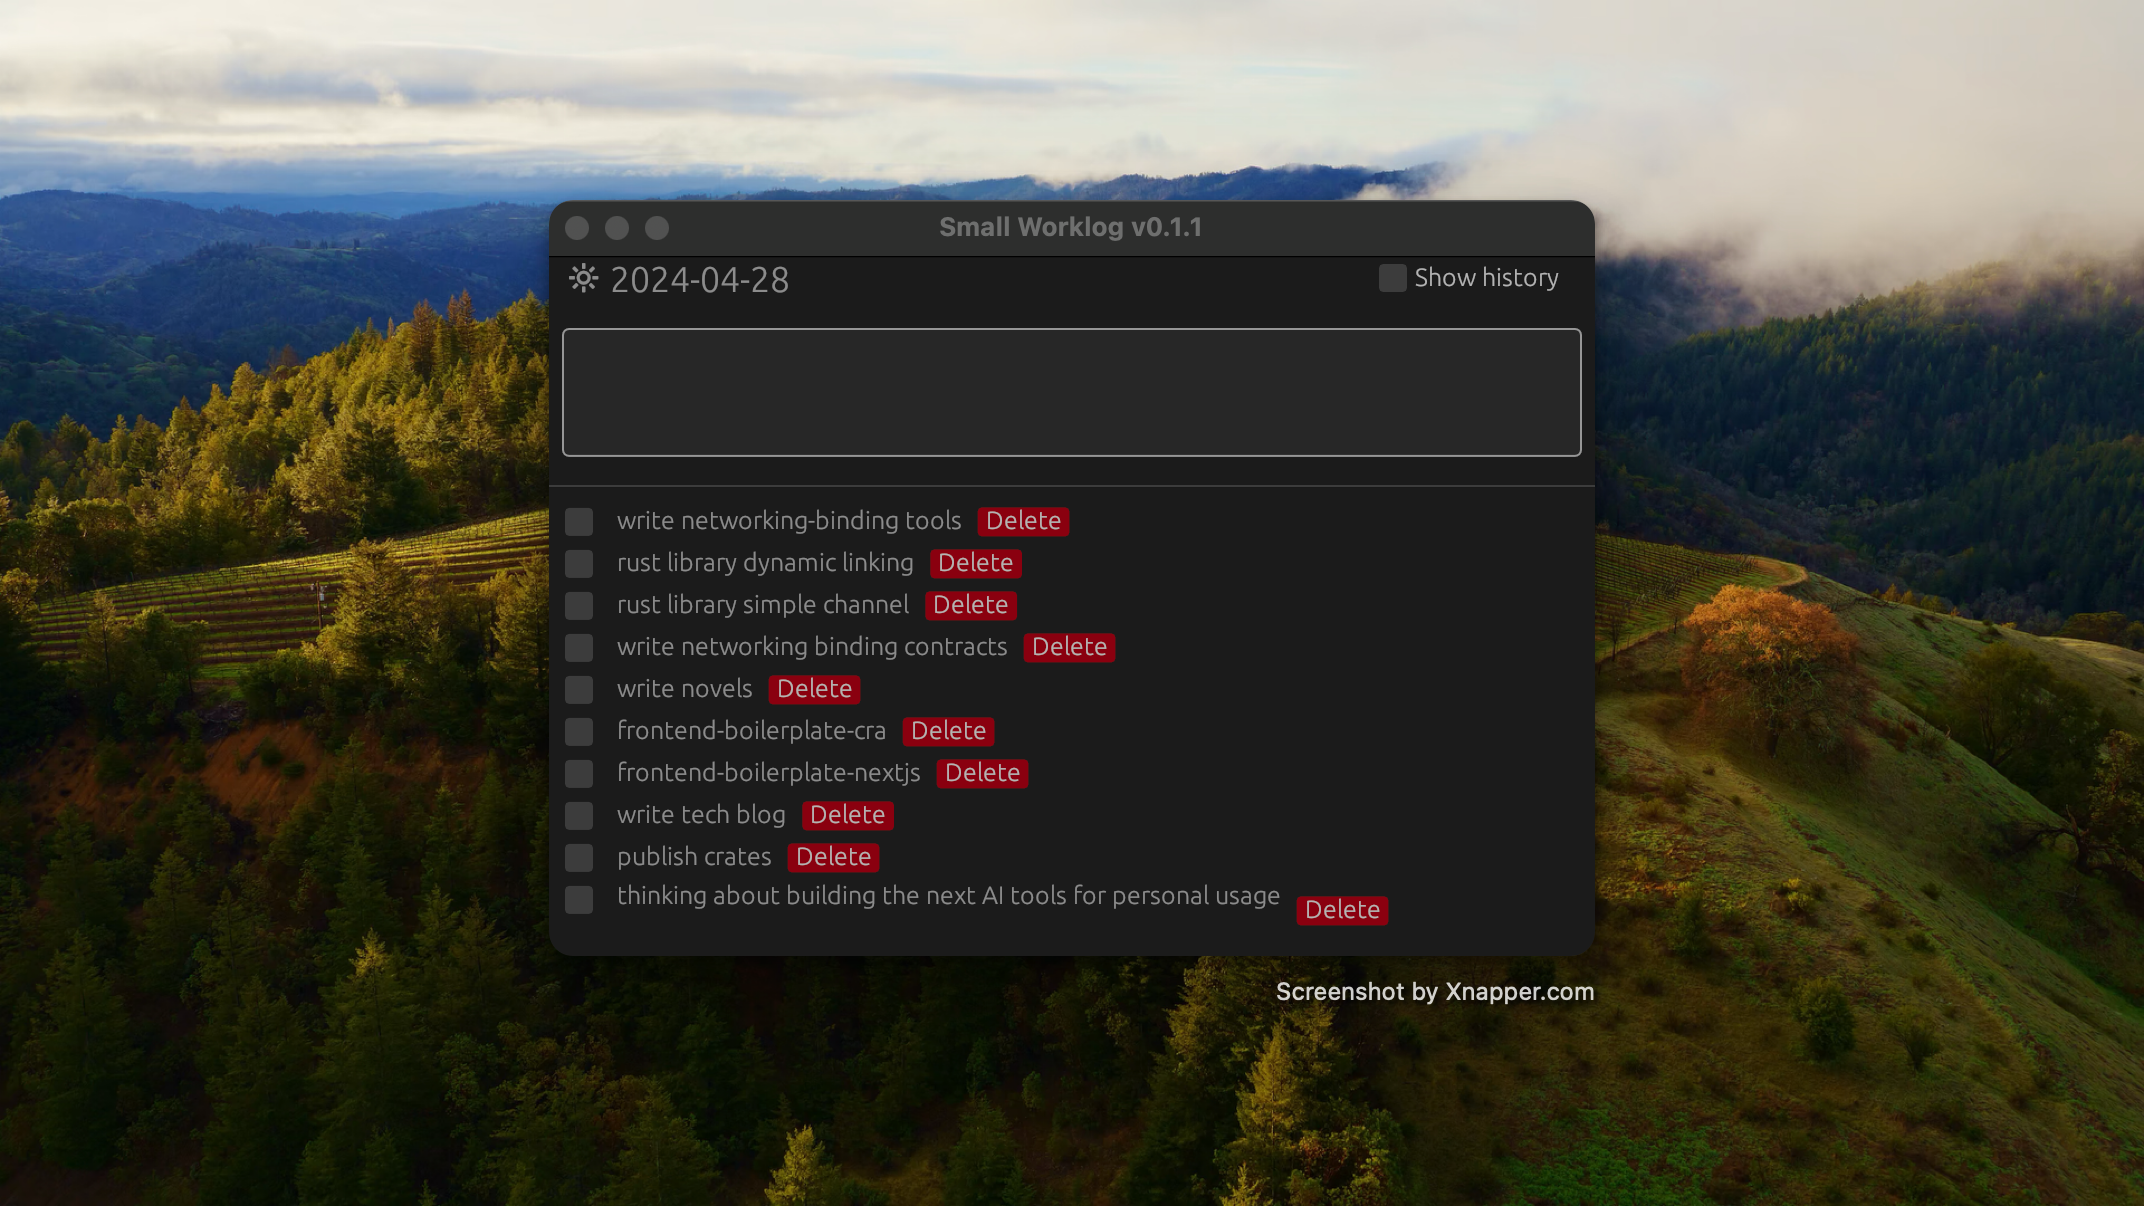 Small Worklog v0.1.1
2024-04-28
Show history
write networking-binding tools Delete
rust library dynamic linking Delete
rust library simple channel Delete
write networking binding contracts Delete
write novels Delete
frontend-boilerplate-cra Delete
frontend-boilerplate-nextjs Delete
write tech blog Delete
publish crates Delete
thinking about building the next AI tools for personal usage Delete
Screenshot by Xnapper.com